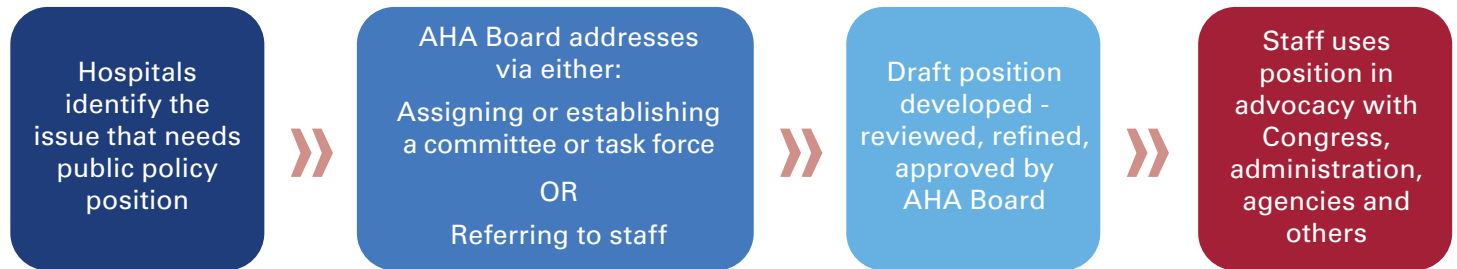 Hospitals
identify the
issue that needs
public policy
position
AHA Board addresses
via either:
Assigning or establishing
a committee or task force
OR
Referring to staff
Draft position
developed -
reviewed, refined,
approved by
AHA Board
Staff uses
position in
advocacy with
Congress,
administration,
agencies and
others